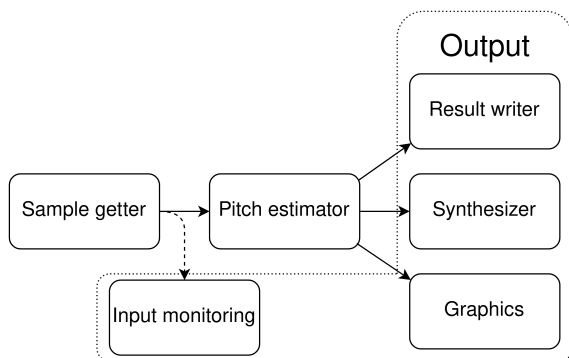 Output
Result writer
Sample getter
Pitch estimator
Synthesizer
Input monitoring
Graphics